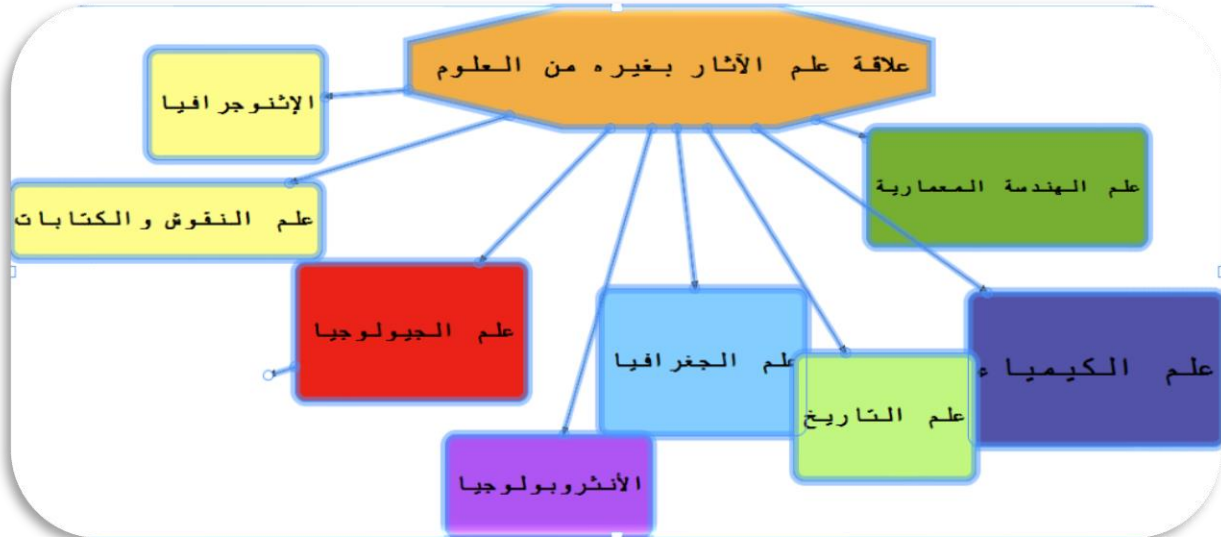 علاقة علم الآثار بغيره من العلوم
الإثنوجرافيا
علم الهندسة المعمارية
علم النقوش والكتابات
علم الجيولوجيا
علم الجغرافيا
علم الكيمياء
علم التاريخ
الأنثروبولوجيا